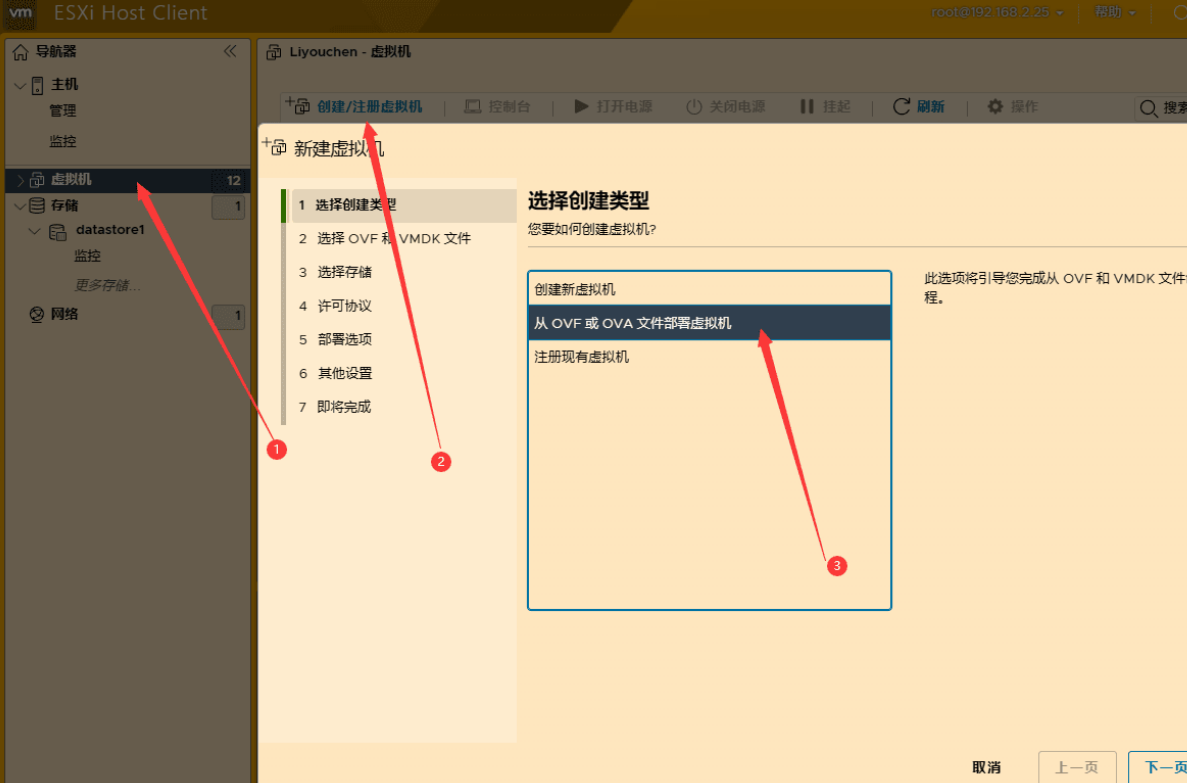 vm ESXi Host Client
root@192.168.2.25 帮助
导航器
主机
管理
监控
虚拟机 12
存储 1
datastore1
监控
更多存储...
网络 1
Liyouchen - 虚拟机
创建/注册虚拟机 控制台 打开电源 关闭电源 挂起 刷新 操作
新建虚拟机
1 选择创建类型
2 选择 OVF 和 VMDK 文件
3 选择存储
4 许可协议
5 部署选项
6 其他设置
7 即将完成
选择创建类型
您要如何创建虚拟机?
创建新虚拟机
从 OVF 或 OVA 文件部署虚拟机
注册现有虚拟机
此选项将引导您完成从 OVF 和 VMDK 文件
程。
1
2
3
取消 上一页 下一页